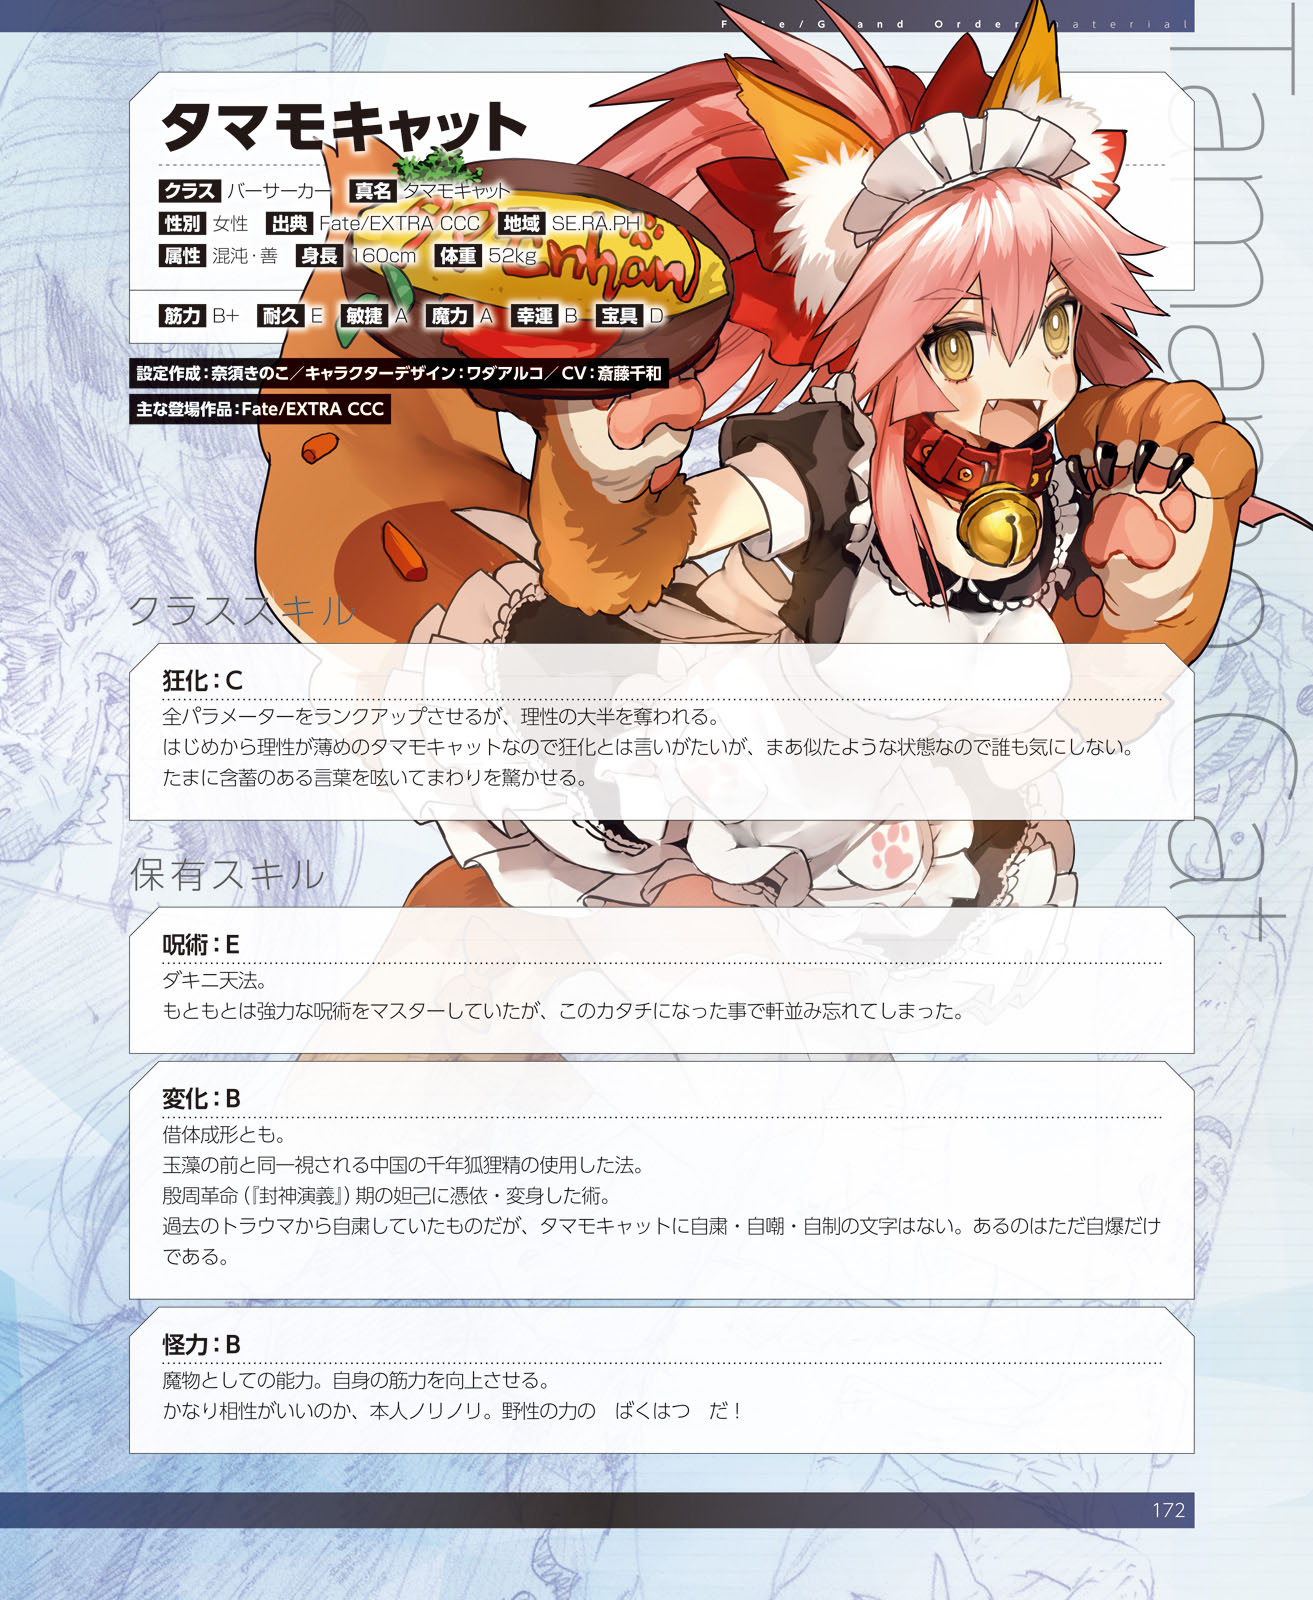 Fate/Grand Order material
タマモキャット
クラス バーサーカー 真名 タマモキャット
性別 女性 出典 Fate/EXTRA CCC 地域 SE.RA.PH
属性 混沌・善 身長 160cm 体重 52kg
筋力 B+ 耐久 E 敏捷 A 魔力 A 幸運 B 宝具 D
設定作成：奈須きのこ／キャラクターデザイン：ワダアルコ／CV：斎藤千和
主な登場作品：Fate/EXTRA CCC
Tamamo Cat
クラススキル
狂化：C
全パラメーターをランクアップさせるが、理性の大半を奪われる。
はじめから理性が薄めのタマモキャットなので狂化とは言いがたいが、まあ似たような状態なので誰も気にしない。
たまに含蓄のある言葉を呟いてまわりを驚かせる。
保有スキル
呪術：E
ダキニ天法。
もともとは強力な呪術をマスターしていたが、このカタチになった事で軒並み忘れてしまった。
変化：B
借体成形とも。
玉藻の前と同一視される中国の千年狐狸精の使用した法。
殷周革命（『封神演義』）期の妲己に憑依・変身した術。
過去のトラウマから自粛していたものだが、タマモキャットに自粛・自嘲・自制の文字はない。あるのはただ自爆だけ
である。
怪力：B
魔物としての能力。自身の筋力を向上させる。
かなり相性がいいのか、本人ノリノリ。野性の力の　ばくはつ　だ！
172